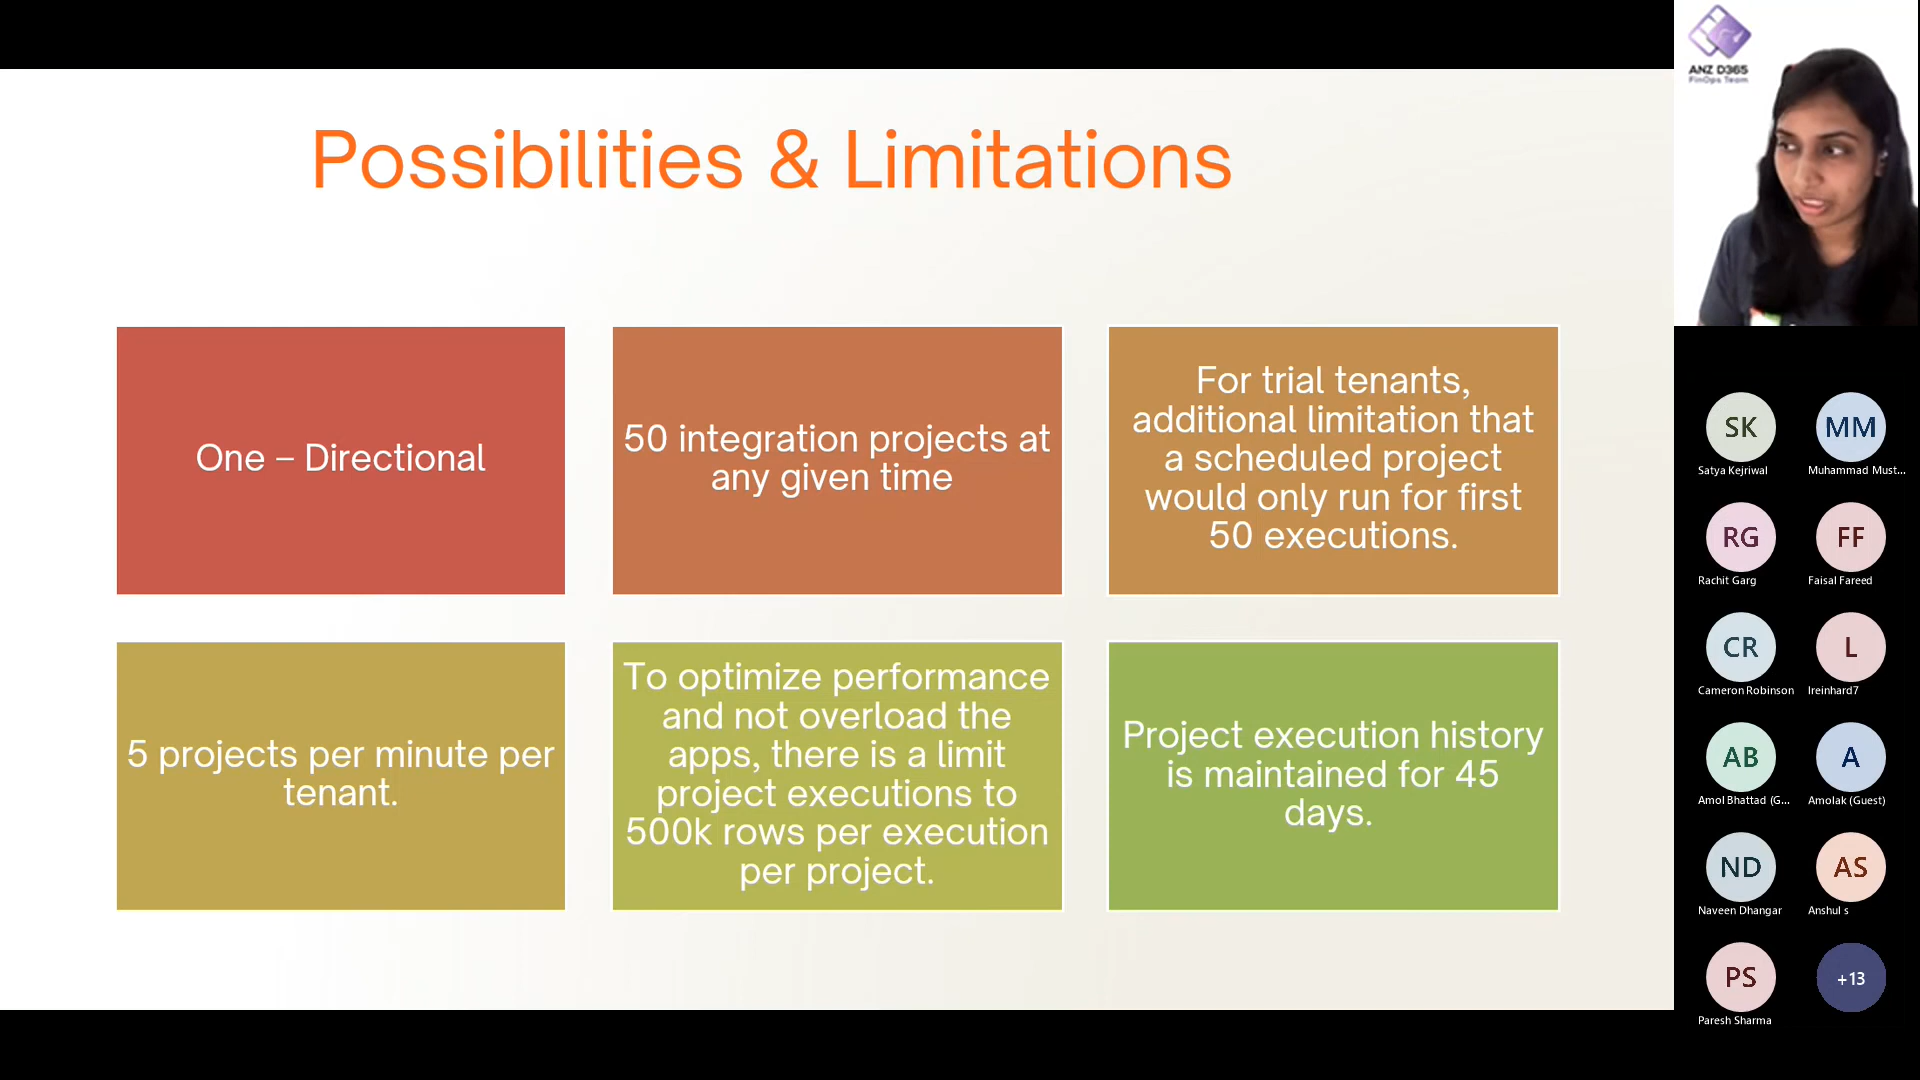 Possibilities & Limitations
One – Directional
50 integration projects at
any given time
For trial tenants,
additional limitation that
a scheduled project
would only run for first
50 executions.
5 projects per minute per
tenant.
To optimize performance
and not overload the
apps, there is a limit
project executions to
500k rows per execution
per project.
Project execution history
is maintained for 45
days.
ANZ D365
FinOps Team
SK
Satya Kejriwal
MM
Muhammad Must...
RG
Rachit Garg
FF
Faisal Fareed
CR
Cameron Robinson
L
lreinhard7
AB
Amol Bhattad (G...
A
Amolak (Guest)
ND
Naveen Dhangar
AS
Anshul s
PS
Paresh Sharma
+13